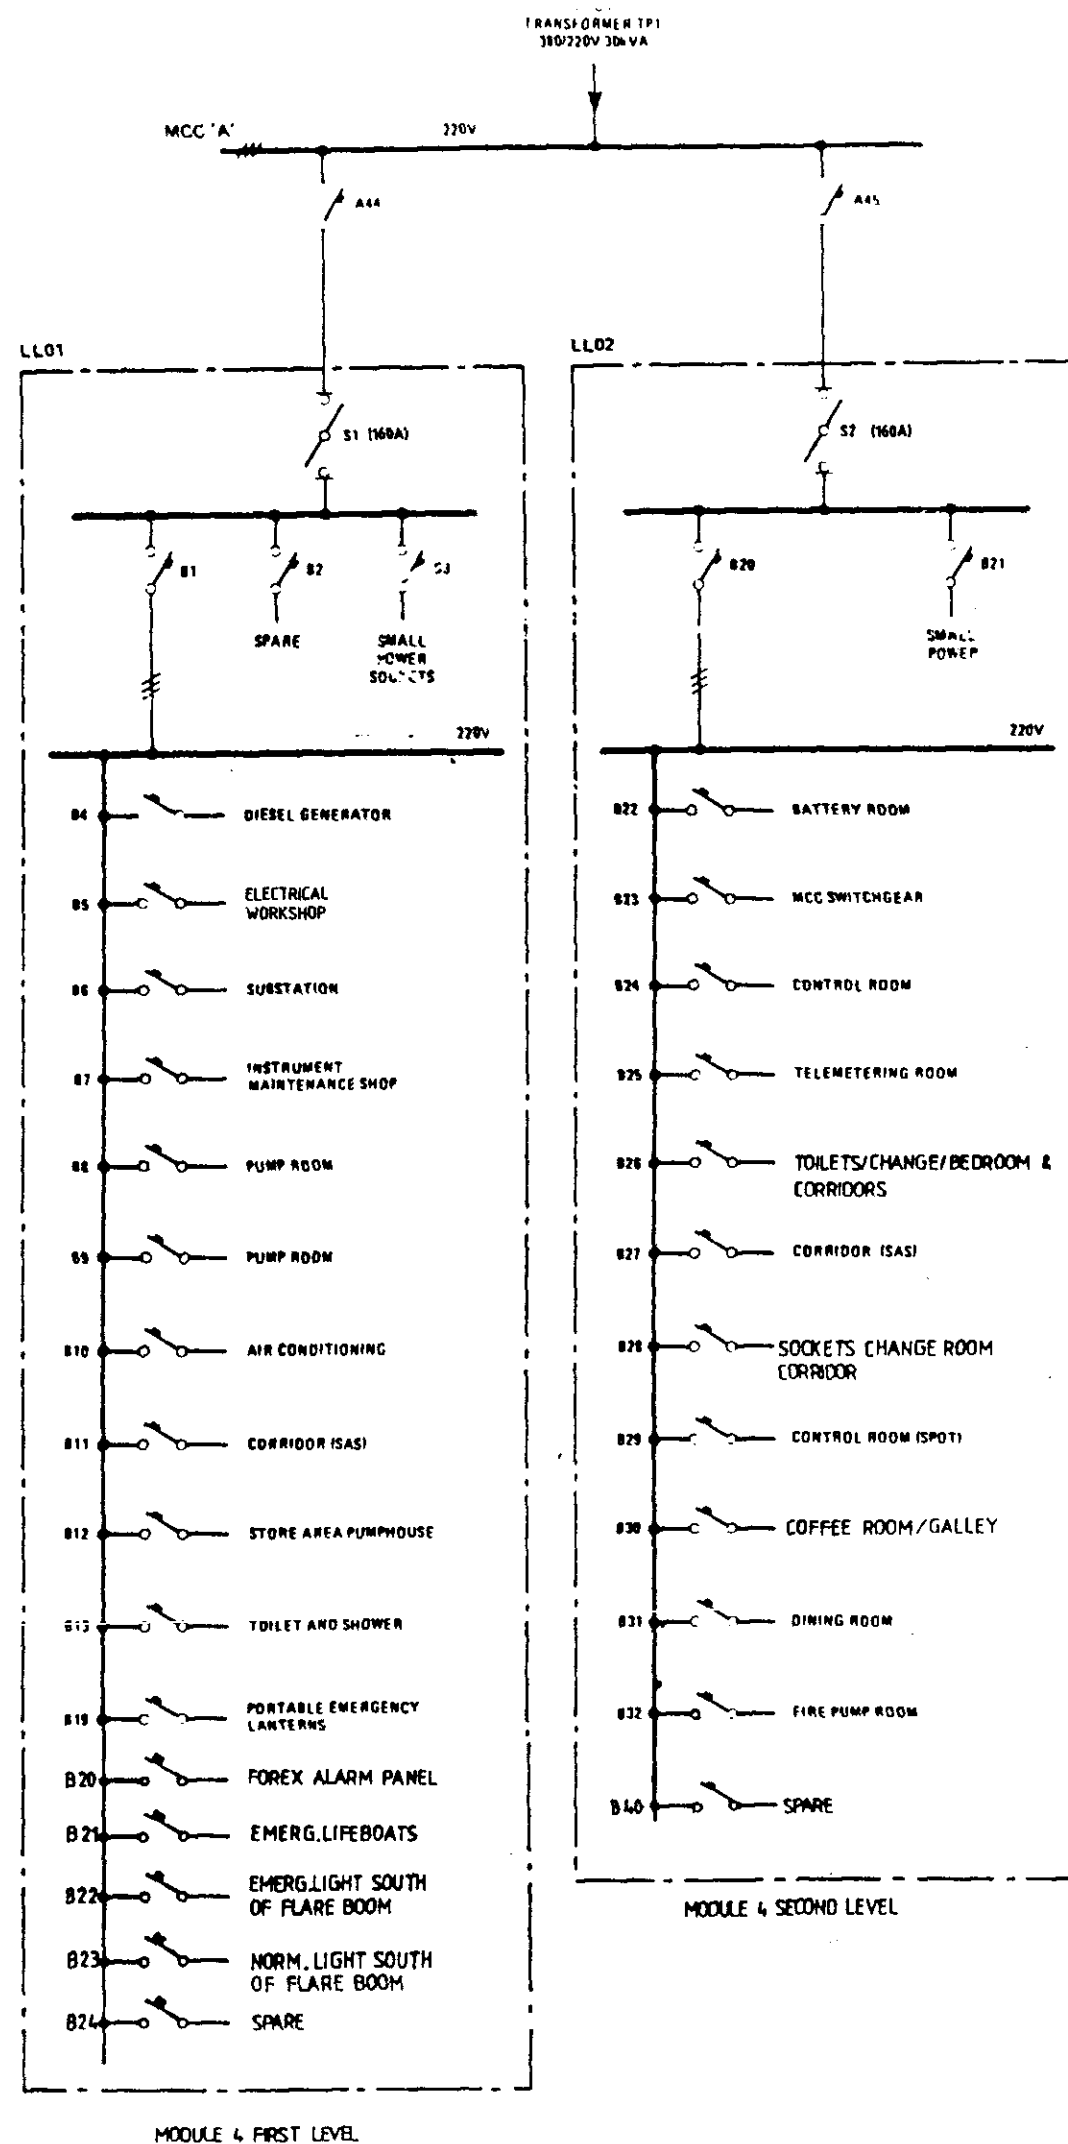 TRANSFORMER TP1
380/220V 30kVA
MCC 'A'
220V
A44
A45
LL01
S1 (160A)
B1
B2
SPARE
SMALL
POWER
SOCKETS
220V
B4 DIESEL GENERATOR
B5 ELECTRICAL
WORKSHOP
B6 SUBSTATION
B7 INSTRUMENT
MAINTENANCE SHOP
B8 PUMP ROOM
B9 PUMP ROOM
B10 AIR CONDITIONING
B11 CORRIDOR (SAS)
B12 STORE AREA PUMPHOUSE
B13 TOILET AND SHOWER
B19 PORTABLE EMERGENCY
LANTERNS
B20 FOREX ALARM PANEL
B21 EMERG.LIFEBOATS
B22 EMERG.LIGHT SOUTH
OF FLARE BOOM
B23 NORM.LIGHT SOUTH
OF FLARE BOOM
B24 SPARE
MODULE 4 FIRST LEVEL
LL02
S2 (160A)
B20
B21
SMALL
POWER
220V
B22 BATTERY ROOM
B23 MCC SWITCHGEAR
B24 CONTROL ROOM
B25 TELEMETERING ROOM
B26 TOILETS/CHANGE/BEDROOM &
CORRIDORS
B27 CORRIDOR (SAS)
B28 SOCKETS CHANGE ROOM
CORRIDOR
B29 CONTROL ROOM (SPOT)
B30 COFFEE ROOM/GALLEY
B31 DINING ROOM
B32 FIRE PUMP ROOM
B40 SPARE
MODULE 4 SECOND LEVEL